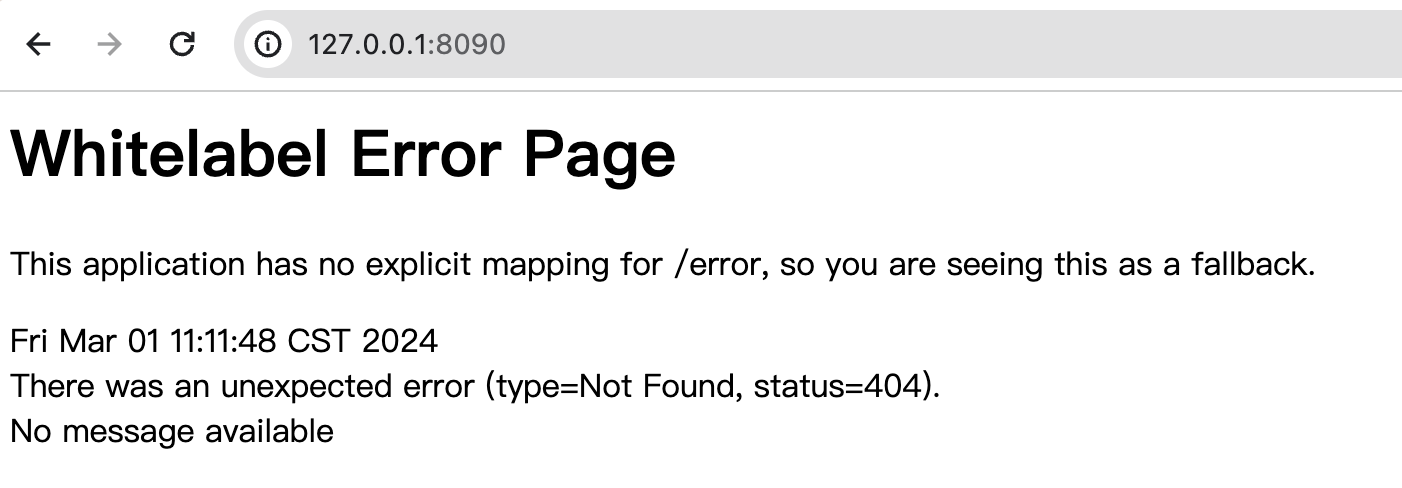 127.0.0.1:8090
Whitelabel Error Page
This application has no explicit mapping for /error, so you are seeing this as a fallback.
Fri Mar 01 11:11:48 CST 2024
There was an unexpected error (type=Not Found, status=404).
No message available